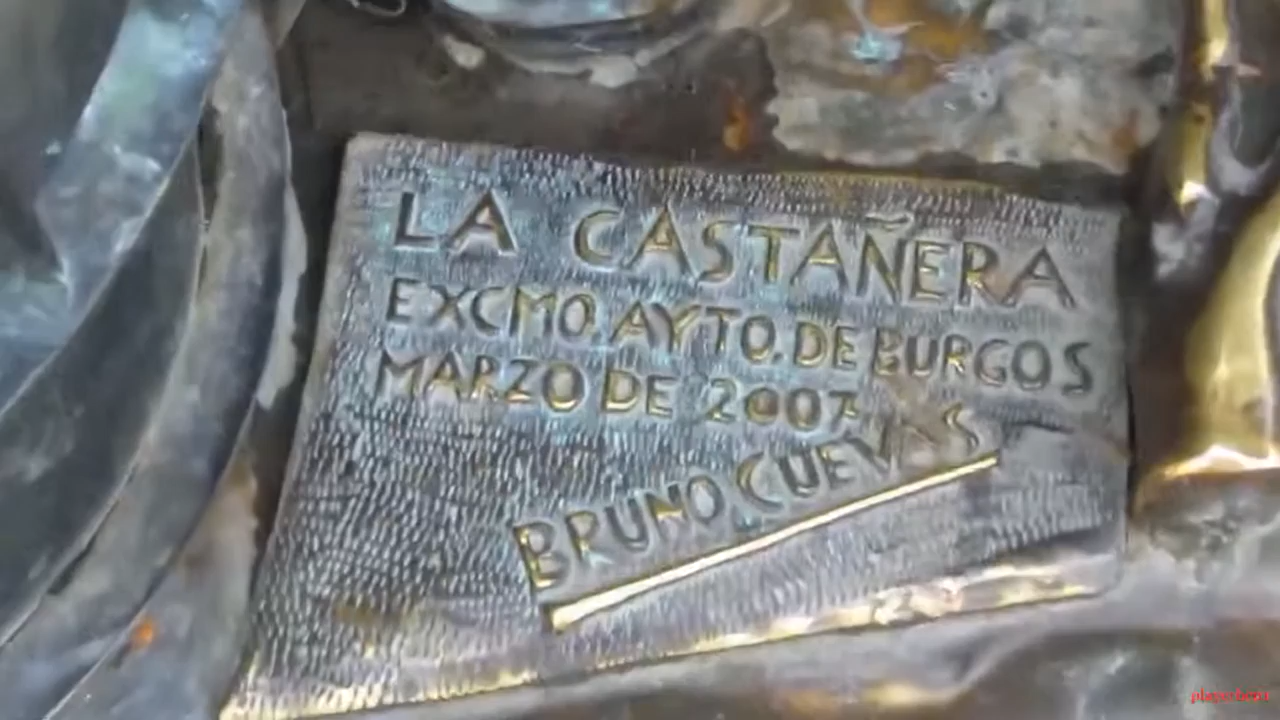 LA CASTAÑERA
EXCMO. AYTO. DE BURGOS
MARZO DE 2007
BRUNO CUEVAS